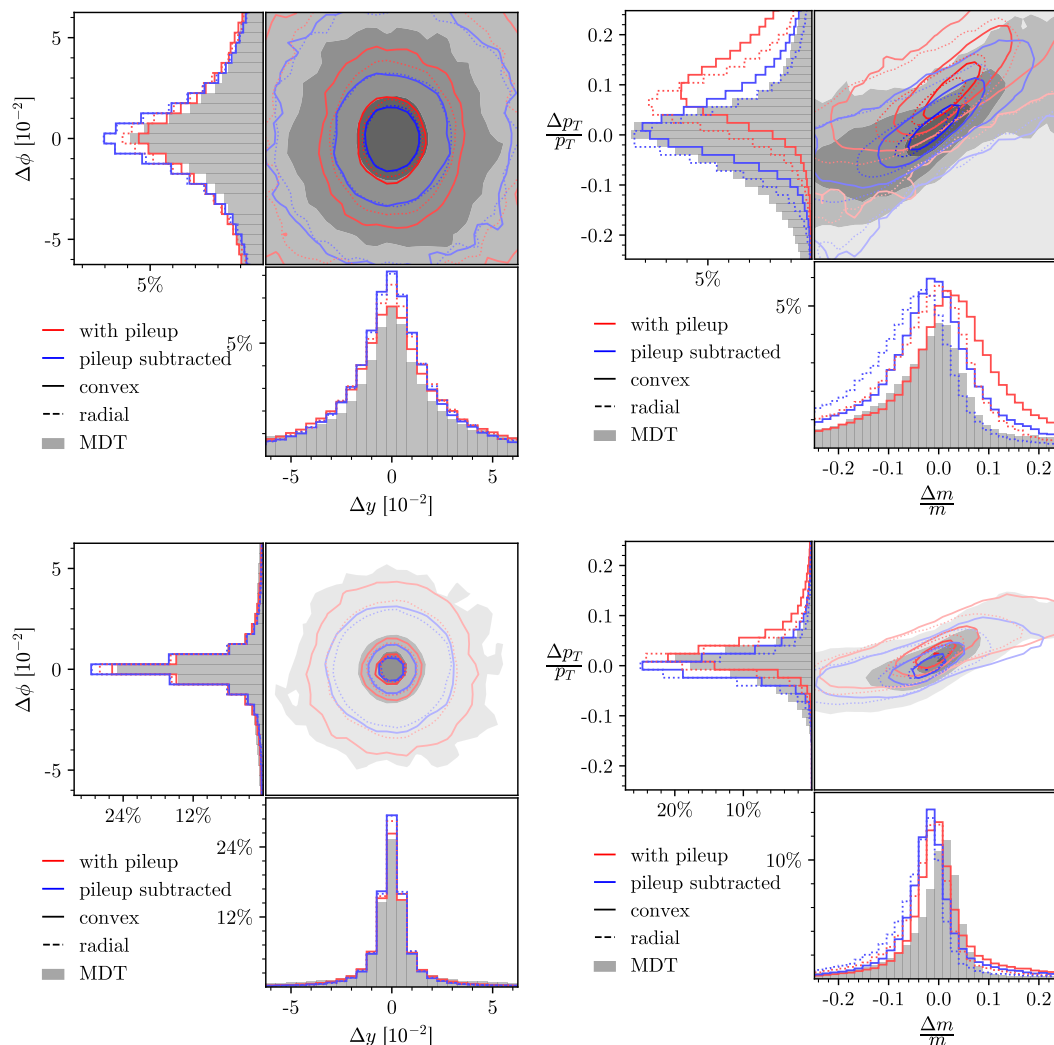 5
0
-5
Δϕ [10⁻²]
5%
5%
-5
0
5
Δy [10⁻²]
with pileup
pileup subtracted
convex
radial
MDT
0.2
0.1
0.0
-0.1
-0.2
Δp_T / p_T
5%
5%
-0.2
-0.1
0.0
0.1
0.2
Δm / m
with pileup
pileup subtracted
convex
radial
MDT
5
0
-5
Δϕ [10⁻²]
24%
12%
24%
12%
-5
0
5
Δy [10⁻²]
with pileup
pileup subtracted
convex
radial
MDT
0.2
0.1
0.0
-0.1
-0.2
Δp_T / p_T
20%
10%
10%
-0.2
-0.1
0.0
0.1
0.2
Δm / m
with pileup
pileup subtracted
convex
radial
MDT